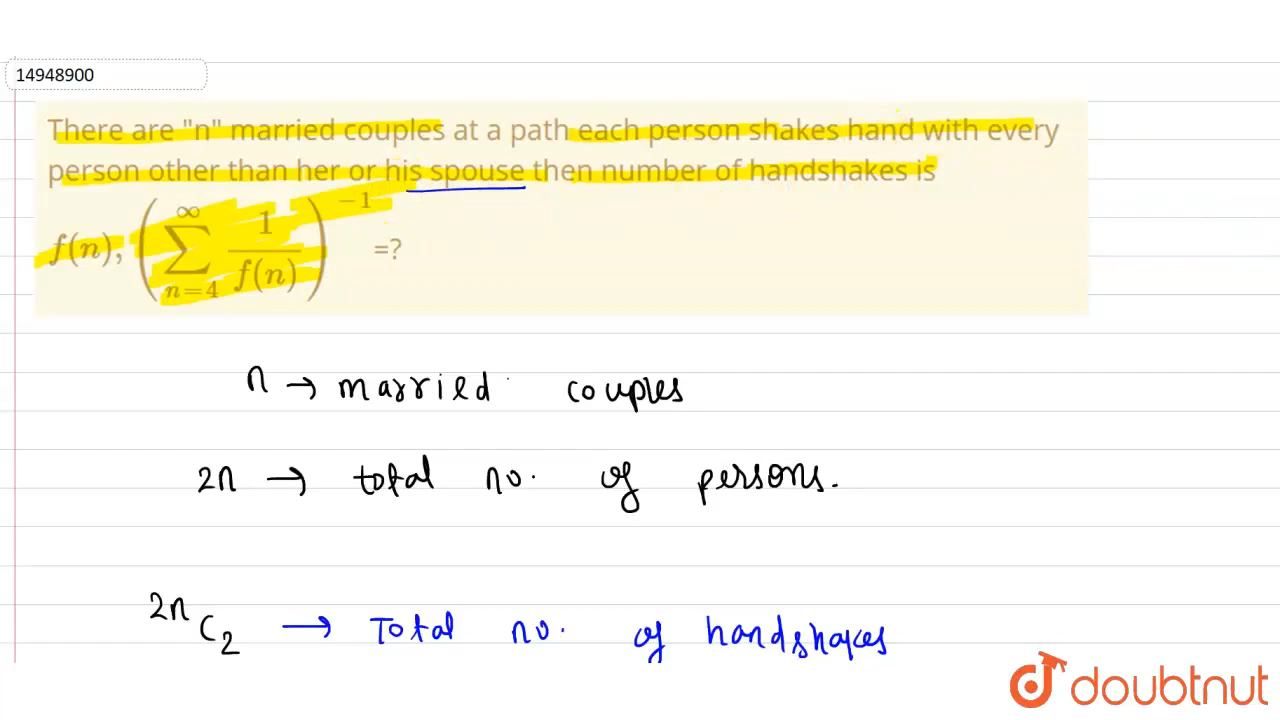 14948900
There are "n" married couples at a path each person shakes hand with every
person other than her or his spouse then number of handshakes is
f(n), (∑_{n=4}^{∞} 1/f(n))^{-1} =?
n → married couples
2n → total no. of persons.
2n C 2 → Total no. of handshakes
doubtnut